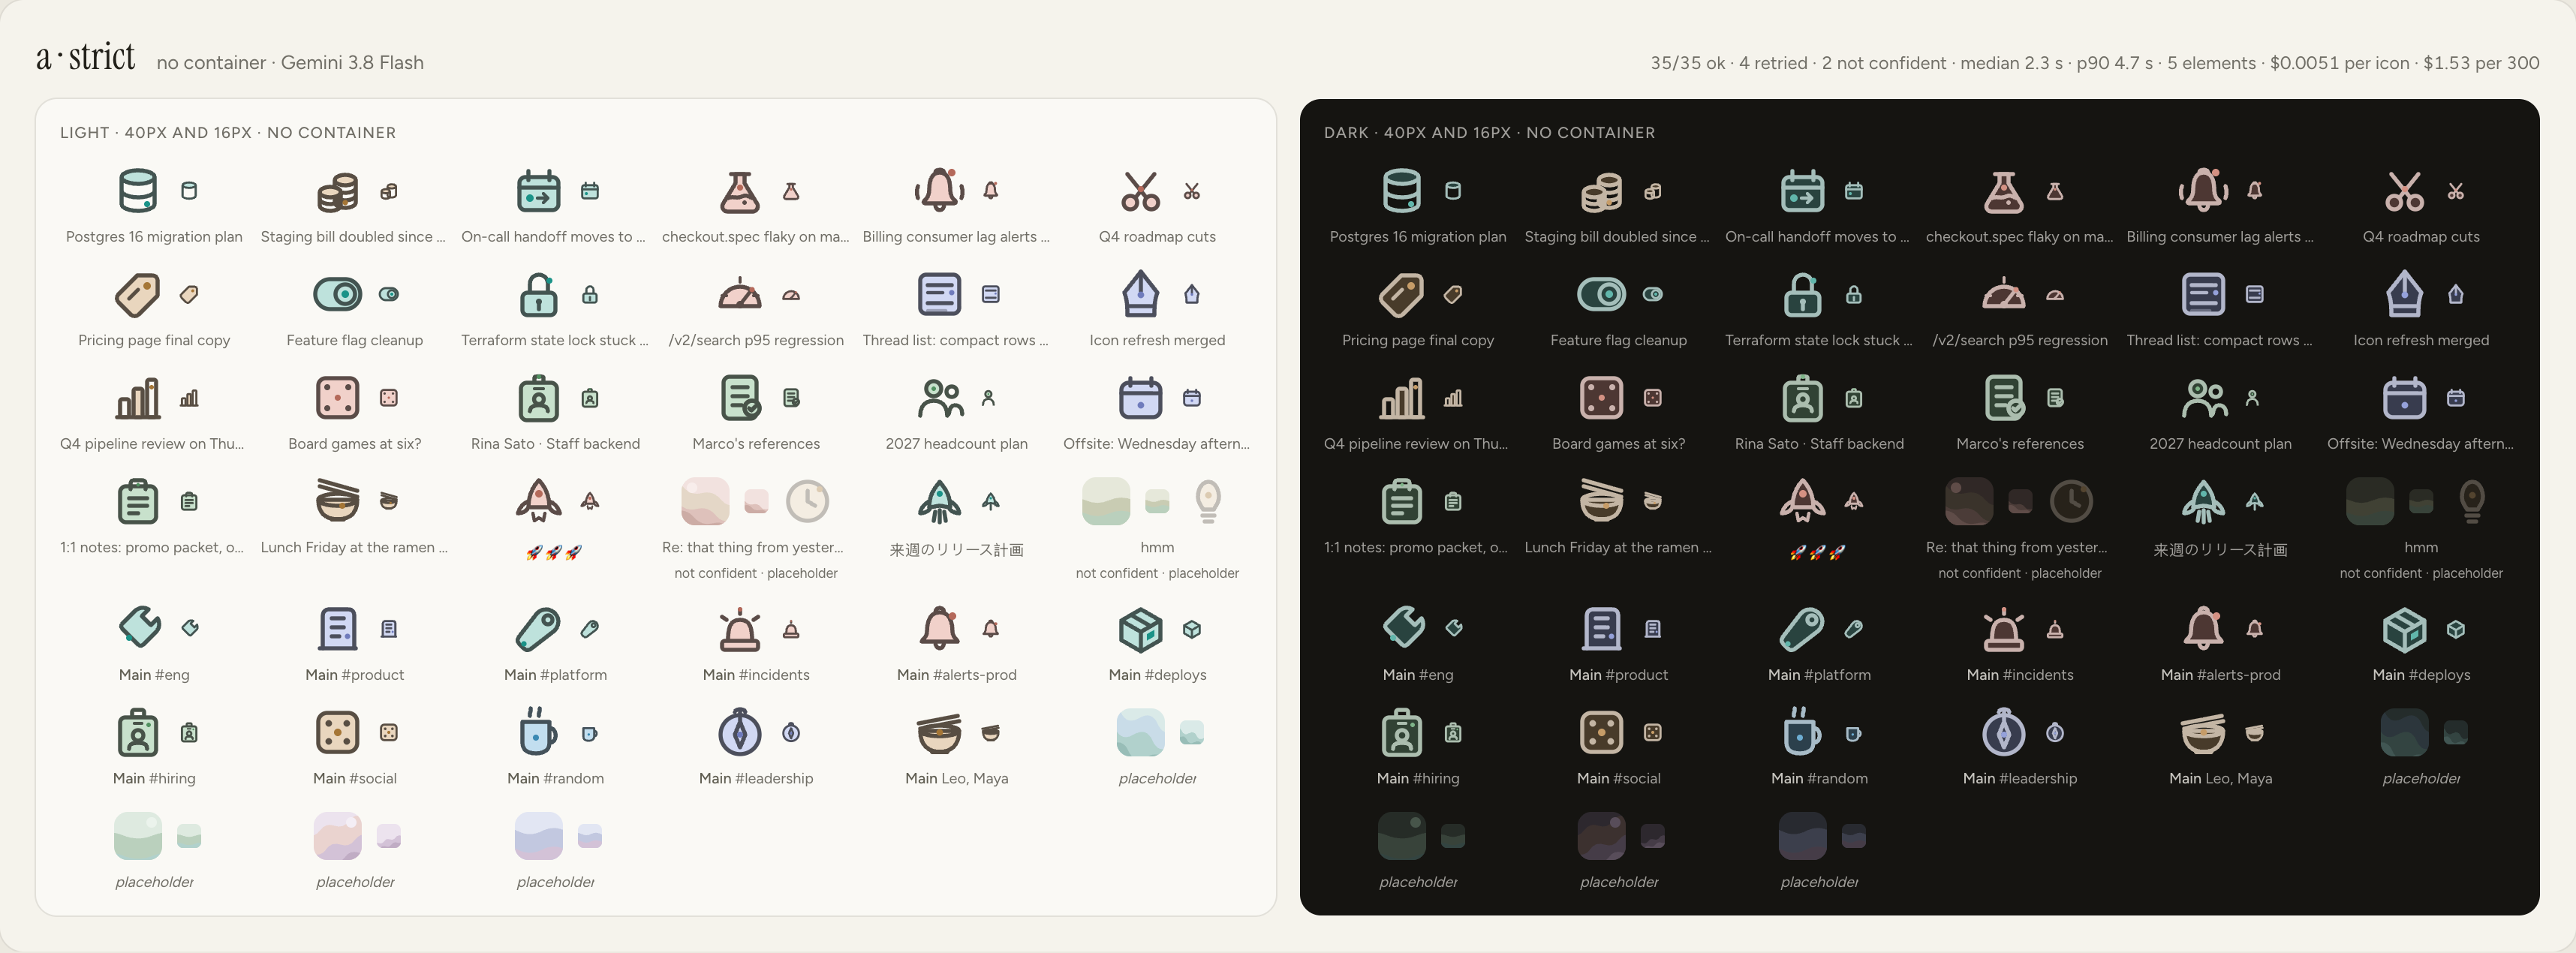 a · strict no container · Gemini 3.8 Flash
35/35 ok · 4 retried · 2 not confident · median 2.3 s · p90 4.7 s · 5 elements · $0.0051 per icon · $1.53 per 300
LIGHT · 40PX AND 16PX · NO CONTAINER
Postgres 16 migration plan
Staging bill doubled since ...
On-call handoff moves to ...
checkout.spec flaky on ma...
Billing consumer lag alerts ...
Q4 roadmap cuts
Pricing page final copy
Feature flag cleanup
Terraform state lock stuck ...
/v2/search p95 regression
Thread list: compact rows ...
Icon refresh merged
Q4 pipeline review on Thu...
Board games at six?
Rina Sato · Staff backend
Marco's references
2027 headcount plan
Offsite: Wednesday aftern...
1:1 notes: promo packet, o...
Lunch Friday at the ramen ...
🚀🚀🚀
Re: that thing from yester...
not confident · placeholder
来週のリリース計画
hmm
not confident · placeholder
Main #eng
Main #product
Main #platform
Main #incidents
Main #alerts-prod
Main #deploys
Main #hiring
Main #social
Main #random
Main #leadership
Main Leo, Maya
placeholder
placeholder
placeholder
placeholder
DARK · 40PX AND 16PX · NO CONTAINER
Postgres 16 migration plan
Staging bill doubled since ...
On-call handoff moves to ...
checkout.spec flaky on ma...
Billing consumer lag alerts ...
Q4 roadmap cuts
Pricing page final copy
Feature flag cleanup
Terraform state lock stuck ...
/v2/search p95 regression
Thread list: compact rows ...
Icon refresh merged
Q4 pipeline review on Thu...
Board games at six?
Rina Sato · Staff backend
Marco's references
2027 headcount plan
Offsite: Wednesday aftern...
1:1 notes: promo packet, o...
Lunch Friday at the ramen ...
🚀🚀🚀
Re: that thing from yester...
not confident · placeholder
来週のリリース計画
hmm
not confident · placeholder
Main #eng
Main #product
Main #platform
Main #incidents
Main #alerts-prod
Main #deploys
Main #hiring
Main #social
Main #random
Main #leadership
Main Leo, Maya
placeholder
placeholder
placeholder
placeholder